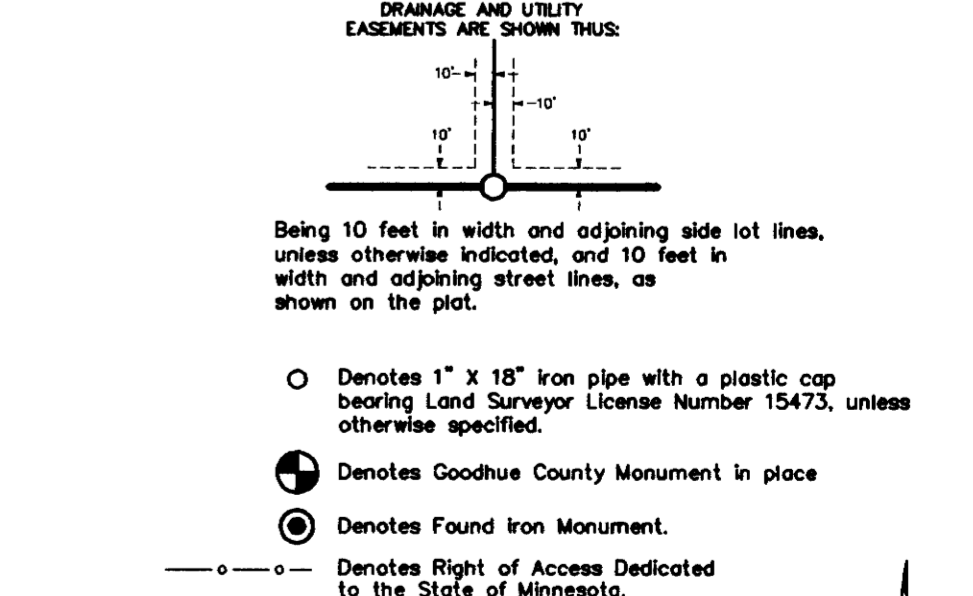 DRAINAGE AND UTILITY
EASEMENTS ARE SHOWN THUS:
10'
10'
10' 10'
Being 10 feet in width and adjoining side lot lines,
unless otherwise indicated, and 10 feet in
width and adjoining street lines, as
shown on the plat.
Denotes 1" X 18" iron pipe with a plastic cap
bearing Land Surveyor License Number 15473, unless
otherwise specified.
Denotes Goodhue County Monument in place
Denotes Found Iron Monument.
Denotes Right of Access Dedicated
to the State of Minnesota.